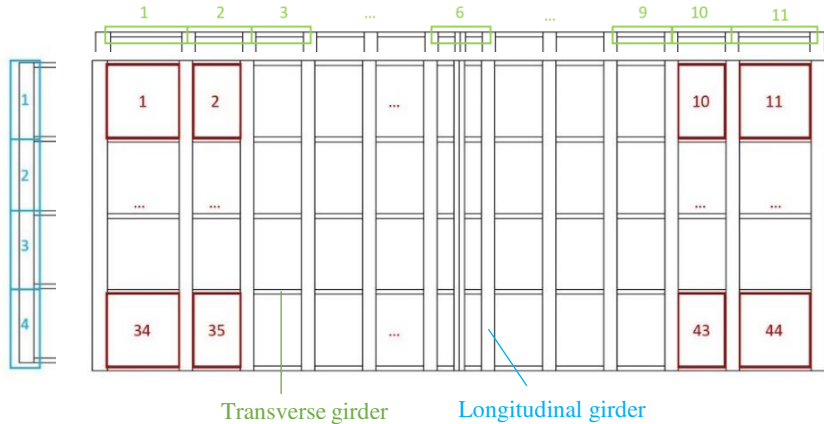 1 2 3 ... 6 ... 9 10 11
1 1 2 ... 10 11
2 ... ... ... ...
3
4 34 35 ... 43 44
Transverse girder Longitudinal girder